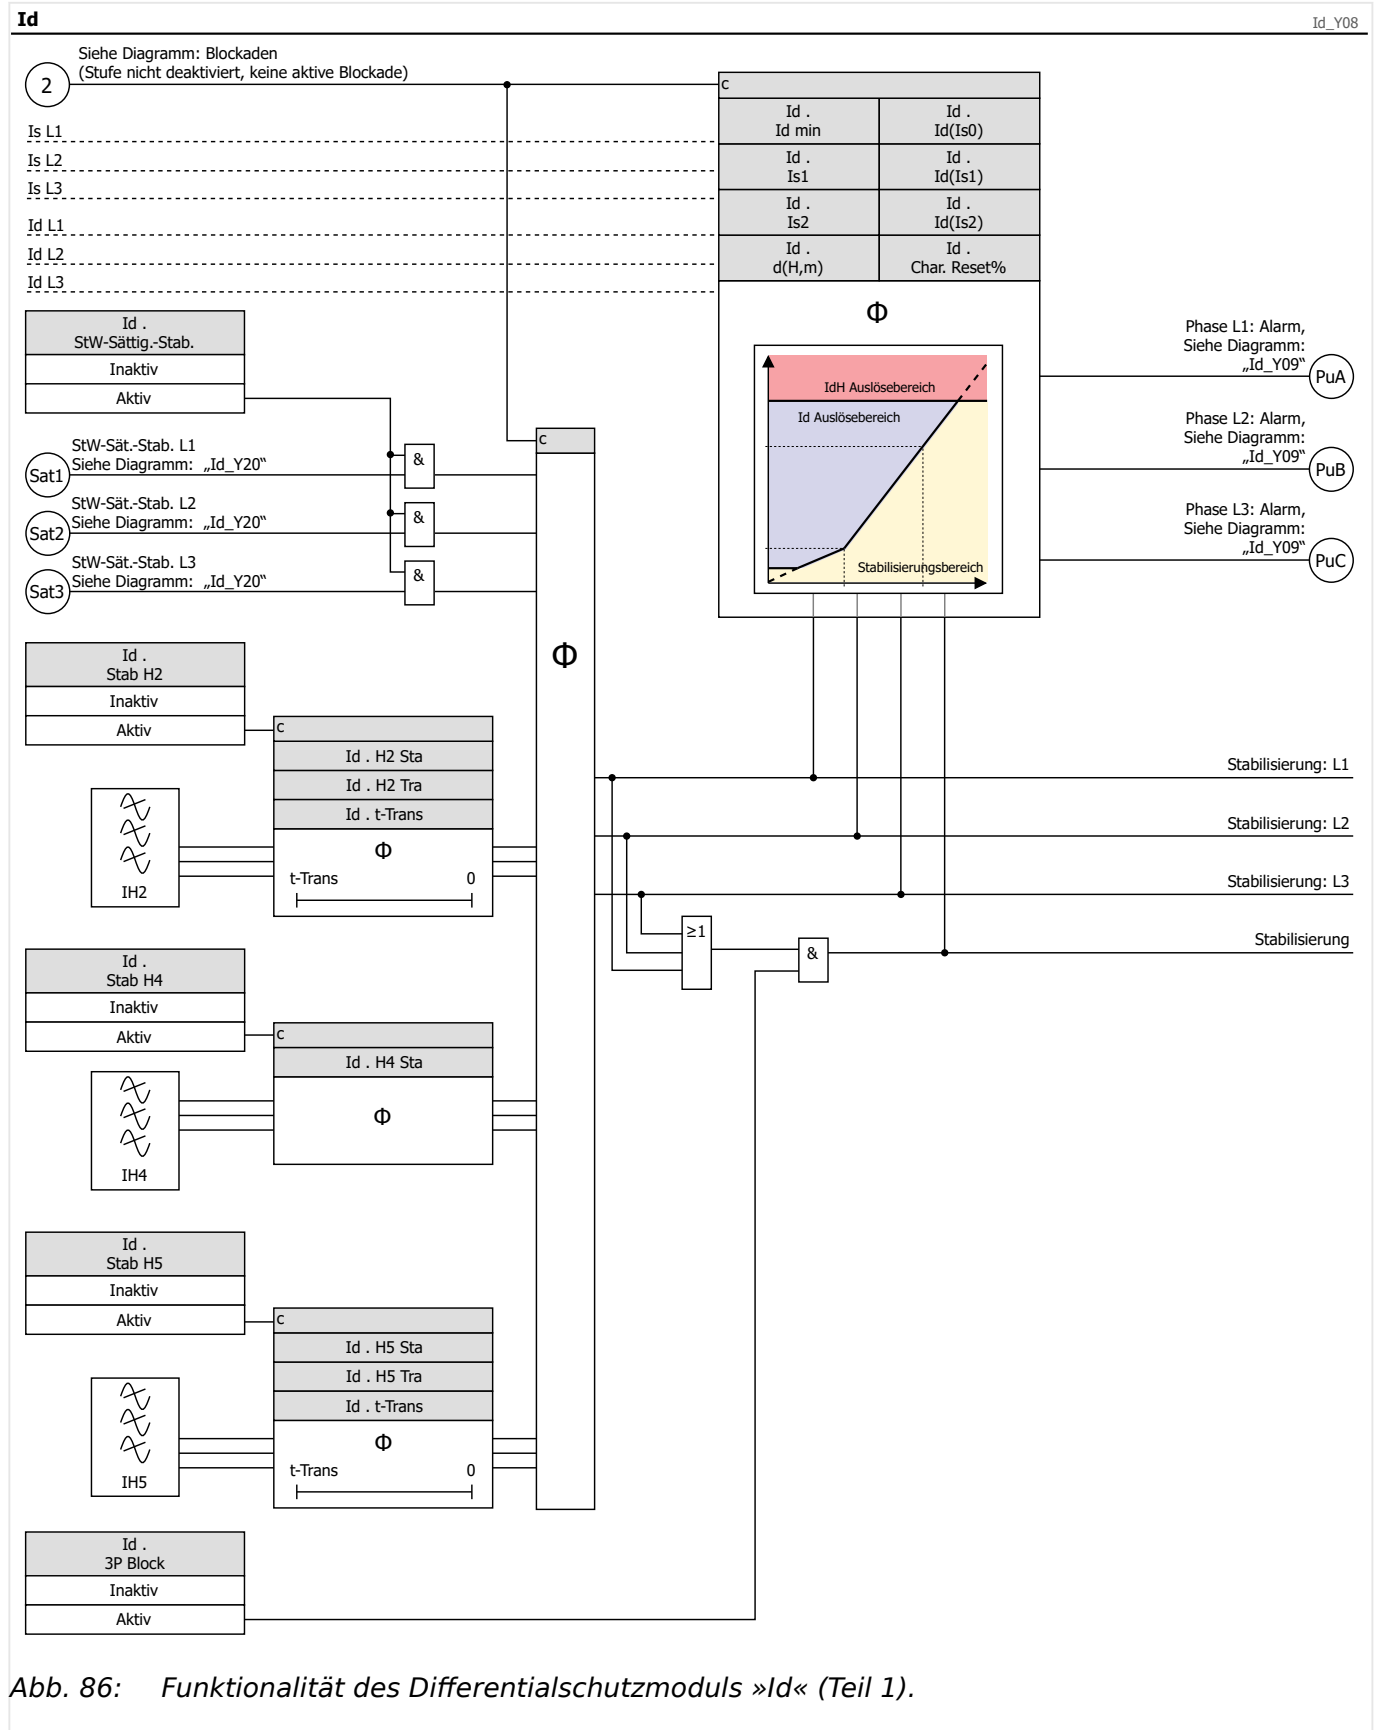 Id
Id_Y08
Siehe Diagramm: Blockaden
(Stufe nicht deaktiviert, keine aktive Blockade)
2
c
Id .
Id min
Id .
Id(Is0)
Id .
Is1
Id .
Id(Is1)
Id .
Is2
Id .
Id(Is2)
Id .
d(H,m)
Id .
Char. Reset%
Φ
Is L1
Is L2
Is L3
Id L1
Id L2
Id L3
IdH Auslösebereich
Id Auslösebereich
Stabilisierungsbereich
Phase L1: Alarm,
Siehe Diagramm:
„Id_Y09“
PuA
Phase L2: Alarm,
Siehe Diagramm:
„Id_Y09“
PuB
Phase L3: Alarm,
Siehe Diagramm:
„Id_Y09“
PuC
Id .
StW-Sättig.-Stab.
Inaktiv
Aktiv
StW-Sät.-Stab. L1
Siehe Diagramm: „Id_Y20“
Sat1
&
StW-Sät.-Stab. L2
Siehe Diagramm: „Id_Y20“
Sat2
&
StW-Sät.-Stab. L3
Siehe Diagramm: „Id_Y20“
Sat3
&
c
Φ
Id .
Stab H2
Inaktiv
Aktiv
c
Id . H2 Sta
Id . H2 Tra
Id . t-Trans
Φ
t-Trans 0
IH2
Stabilisierung: L1
Stabilisierung: L2
Stabilisierung: L3
Stabilisierung
≥1
&
Id .
Stab H4
Inaktiv
Aktiv
c
Id . H4 Sta
Φ
IH4
Id .
Stab H5
Inaktiv
Aktiv
c
Id . H5 Sta
Id . H5 Tra
Id . t-Trans
Φ
t-Trans 0
IH5
Id .
3P Block
Inaktiv
Aktiv
Abb. 86: Funktionalität des Differentialschutzmoduls »Id« (Teil 1).